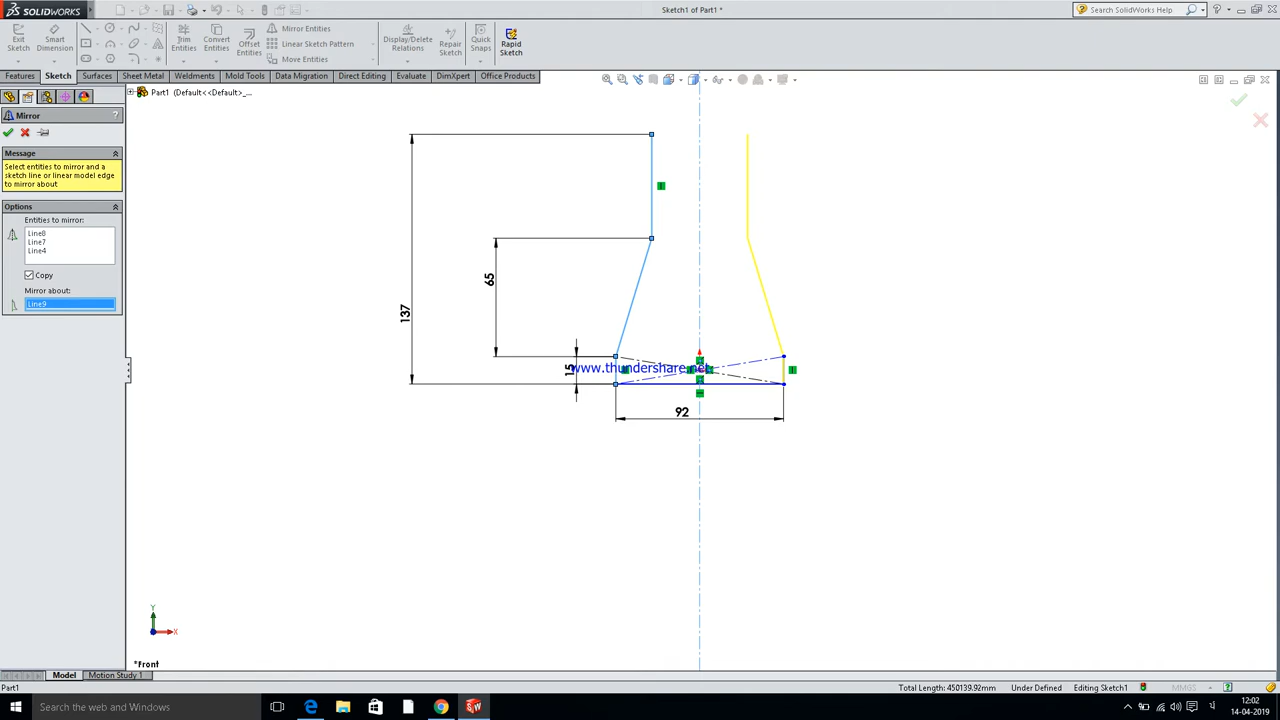 SOLIDWORKS
Sketch1 of Part1 *
Search SolidWorks
Exit Sketch
Smart Dimension
Trim Entities
Convert Entities
Offset Entities
Mirror Entities
Linear Sketch Pattern
Move Entities
Display/Delete Relations
Repair Sketch
Quick Snaps
Rapid Sketch
Features
Sketch
Surfaces
Sheet Metal
Weldments
Mold Tools
Data Migration
Direct Editing
Evaluate
DimXpert
Office Products
Part1 (Default<<Default>_...
Mirror
?
Message
Select entities to mirror and a
sketch line or linear model edge
to mirror about
Options
Entities to mirror:
Line8
Line7
Line4
Copy
Mirror about:
Line9
137
65
15
92
www.thundershare.net
Y
X
*Front
Model
Motion Study 1
Part1
Total Length: 450139.92mm
Under Defined
Editing Sketch1
MMGS
Search the web and Windows
12:02
14-04-2019